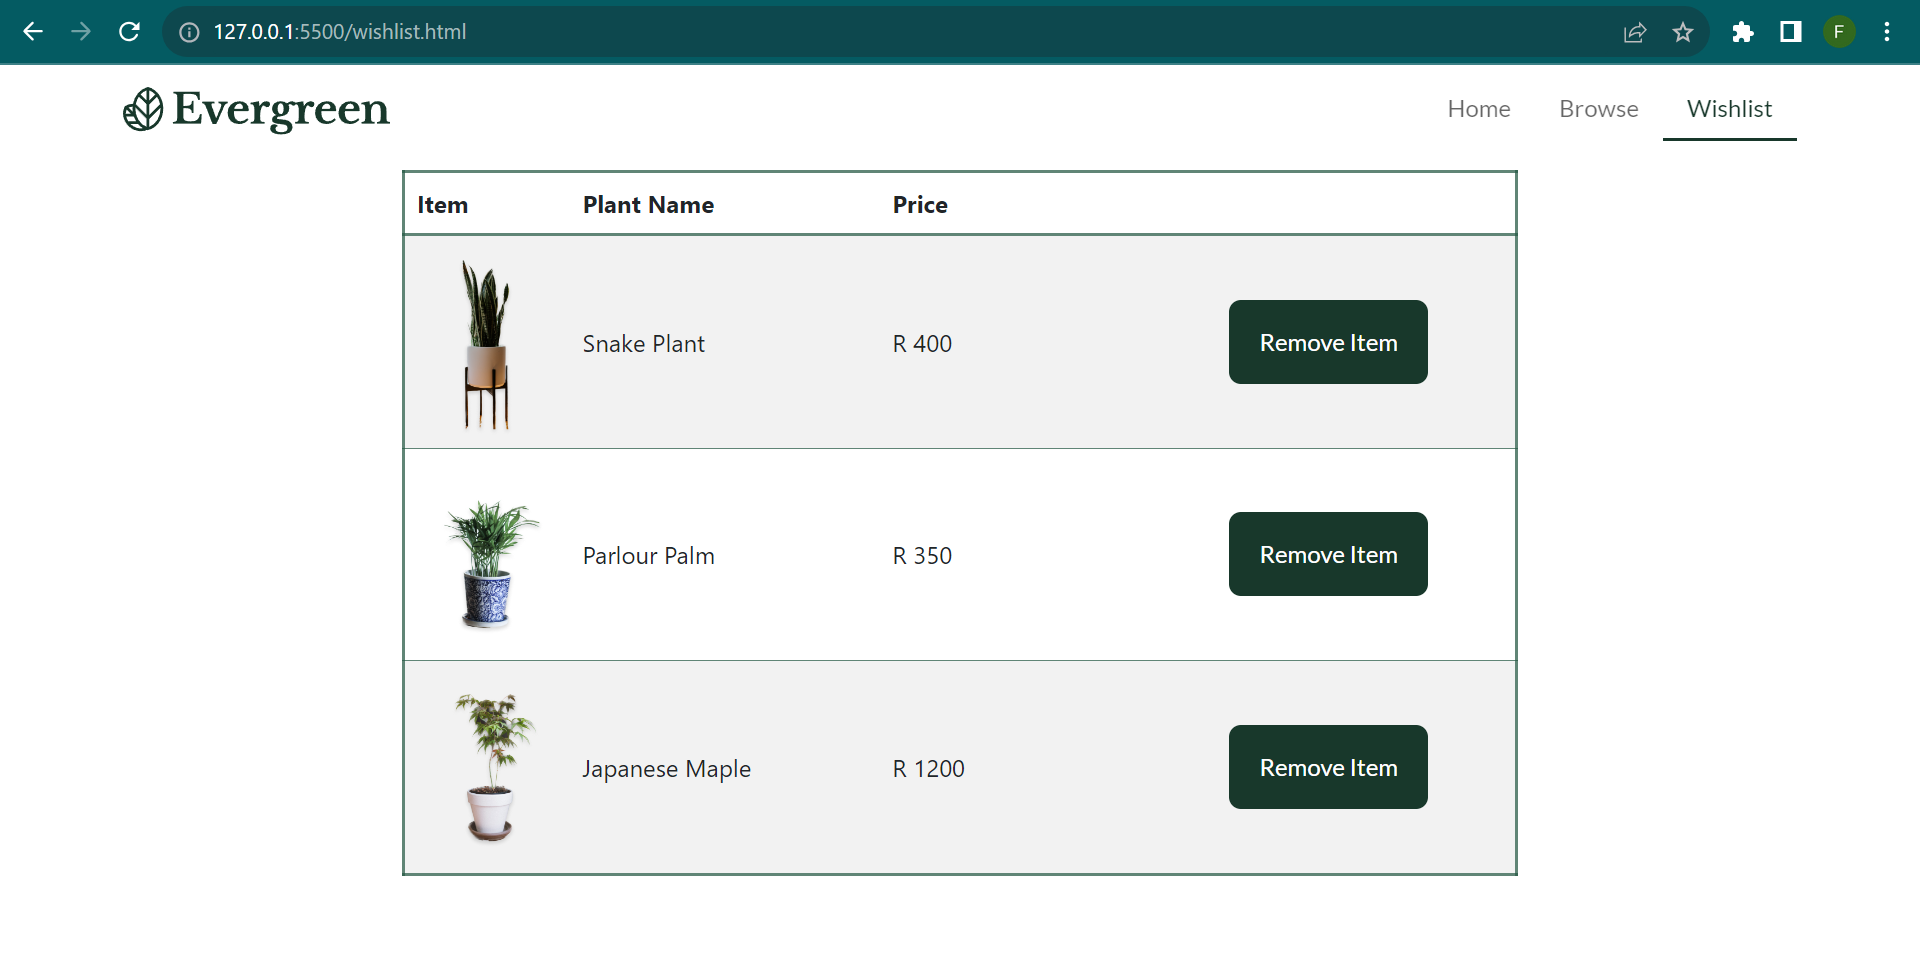 127.0.0.1:5500/wishlist.html
F
Evergreen
Home Browse Wishlist
Item Plant Name Price
Snake Plant R 400 Remove Item
Parlour Palm R 350 Remove Item
Japanese Maple R 1200 Remove Item